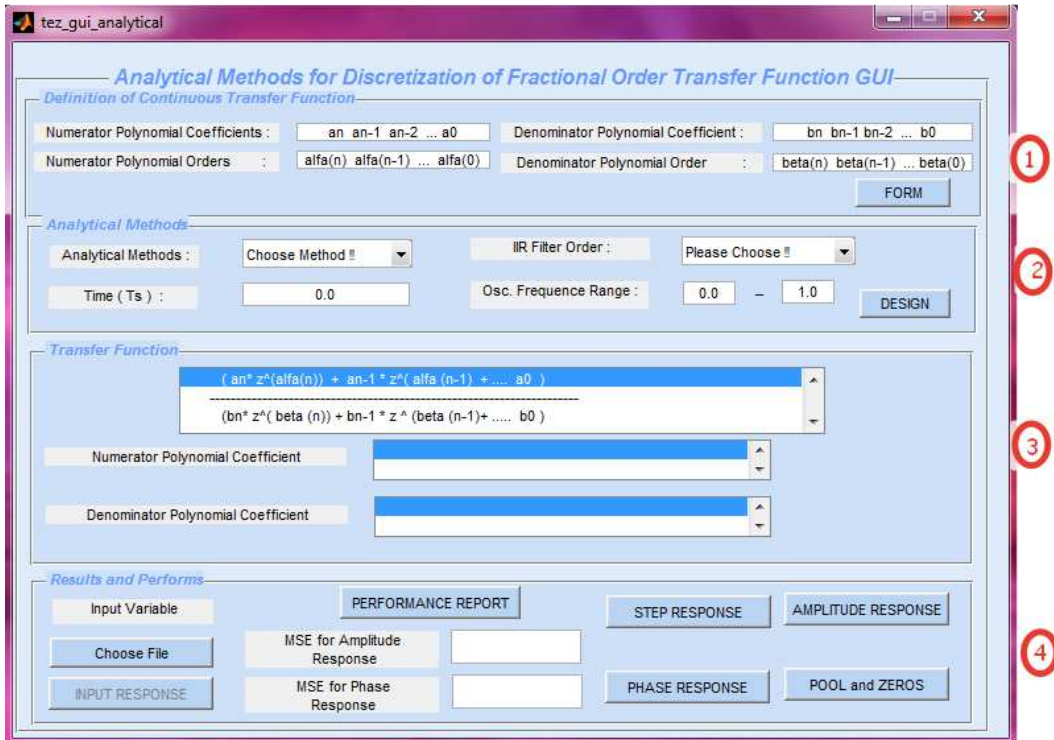 tez_gui_analytical
Analytical Methods for Discretization of Fractional Order Transfer Function GUI
Definition of Continuous Transfer Function
Numerator Polynomial Coefficients : an an-1 an-2 ... a0 Denominator Polynomial Coefficient : bn bn-1 bn-2 ... b0
Numerator Polynomial Orders : alfa(n) alfa(n-1) ... alfa(0) Denominator Polynomial Order : beta(n) beta(n-1) ... beta(0)
1
FORM
Analytical Methods
Analytical Methods : Choose Method !! IIR Filter Order : Please Choose !!
2
Time ( Ts ) : 0.0 Osc. Frequence Range : 0.0 – 1.0 DESIGN
Transfer Function
( an* z^(alfa(n)) + an-1 * z^( alfa (n-1) + .... a0 )
--------------------------------------------------------------------
(bn* z^( beta (n)) + bn-1 * z ^ (beta (n-1)+ ..... b0 )
3
Numerator Polynomial Coefficient
Denominator Polynomial Coefficient
Results and Performs
Input Variable PERFORMANCE REPORT STEP RESPONSE AMPLITUDE RESPONSE
Choose File MSE for Amplitude
Response
4
INPUT RESPONSE MSE for Phase
Response PHASE RESPONSE POOL and ZEROS